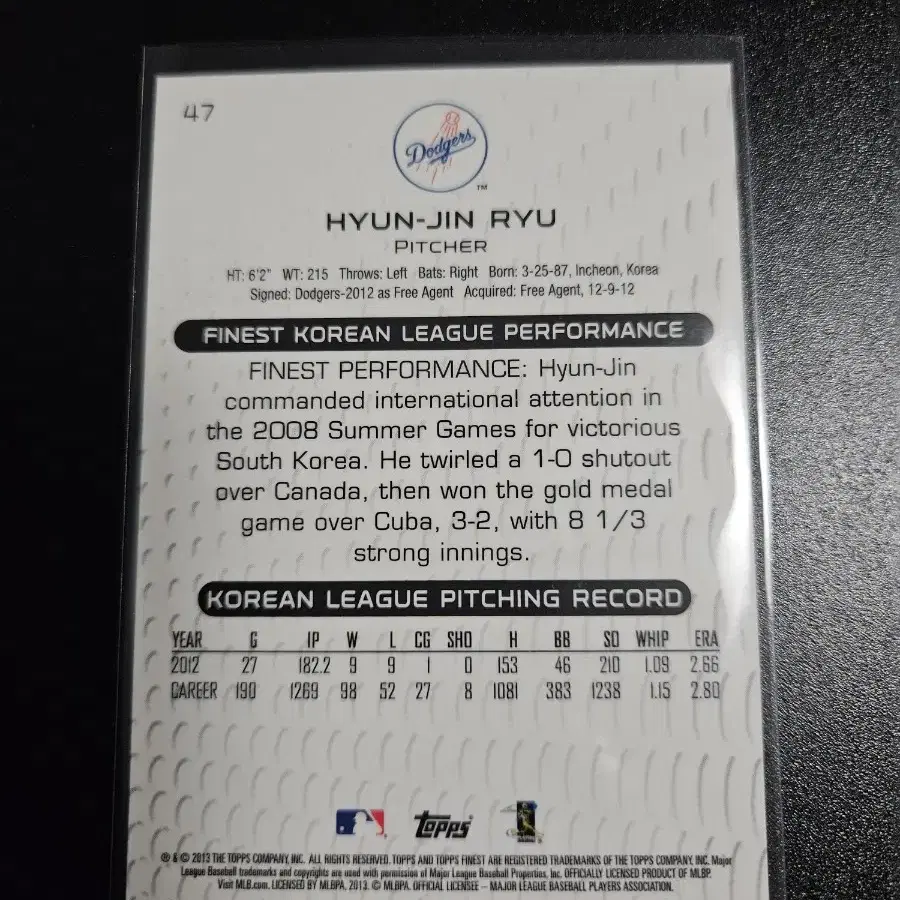 47
Dodgers
TM
HYUN-JIN RYU
PITCHER
HT: 6'2" WT: 215 Throws: Left Bats: Right Born: 3-25-87, Incheon, Korea
Signed: Dodgers-2012 as Free Agent Acquired: Free Agent, 12-9-12
FINEST KOREAN LEAGUE PERFORMANCE
FINEST PERFORMANCE: Hyun-Jin
commanded international attention in
the 2008 Summer Games for victorious
South Korea. He twirled a 1-0 shutout
over Canada, then won the gold medal
game over Cuba, 3-2, with 8 1/3
strong innings.
KOREAN LEAGUE PITCHING RECORD
YEAR G IP W L CG SHO H BB SO WHIP ERA
2012 27 182.2 9 9 1 0 153 46 210 1.09 2.66
CAREER 190 1269 98 52 27 8 1081 383 1238 1.15 2.80
topps
® & © 2013 THE TOPPS COMPANY, INC. ALL RIGHTS RESERVED. TOPPS AND TOPPS FINEST ARE REGISTERED TRADEMARKS OF THE TOPPS COMPANY, INC. Major
League Baseball trademarks and copyrights are used with permission of Major League Baseball Properties, Inc. OFFICIALLY LICENSED PRODUCT OF MLBP.
Visit MLB.com. LICENSED BY MLBPA, 2013. © MLBPA. OFFICIAL LICENSEE – MAJOR LEAGUE BASEBALL PLAYERS ASSOCIATION.